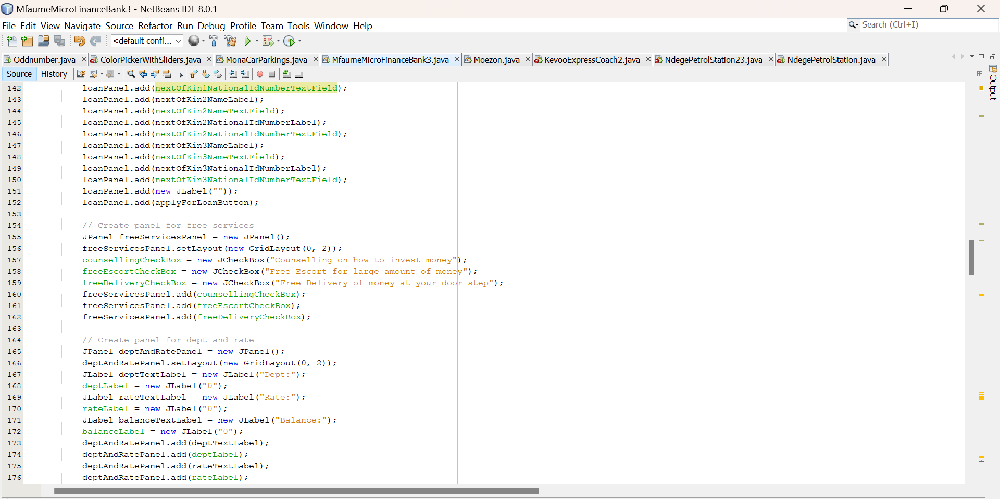 MfaumeMicroFinanceBank3 - NetBeans IDE 8.0.1
File Edit View Navigate Source Refactor Run Debug Profile Team Tools Window Help
Search (Ctrl+I)
<default confi...
Oddnumber.java ColorPickerWithSliders.java MonaCarParkings.java MfaumeMicroFinanceBank3.java Moezon.java KevooExpressCoach2.java NdegePetrolStation23.java NdegePetrolStation.java
Source History
Output
142 loanPanel.add(nextOfKin1NationalIdNumberTextField);
143 loanPanel.add(nextOfKin2NameLabel);
144 loanPanel.add(nextOfKin2NameTextField);
145 loanPanel.add(nextOfKin2NationalIdNumberLabel);
146 loanPanel.add(nextOfKin2NationalIdNumberTextField);
147 loanPanel.add(nextOfKin3NameLabel);
148 loanPanel.add(nextOfKin3NameTextField);
149 loanPanel.add(nextOfKin3NationalIdNumberLabel);
150 loanPanel.add(nextOfKin3NationalIdNumberTextField);
151 loanPanel.add(new JLabel(""));
152 loanPanel.add(applyForLoanButton);
153
154 // Create panel for free services
155 JPanel freeServicesPanel = new JPanel();
156 freeServicesPanel.setLayout(new GridLayout(0, 2));
157 counsellingCheckBox = new JCheckBox("Counselling on how to invest money");
158 freeEscortCheckBox = new JCheckBox("Free Escort for large amount of money");
159 freeDeliveryCheckBox = new JCheckBox("Free Delivery of money at your door step");
160 freeServicesPanel.add(counsellingCheckBox);
161 freeServicesPanel.add(freeEscortCheckBox);
162 freeServicesPanel.add(freeDeliveryCheckBox);
163
164 // Create panel for dept and rate
165 JPanel deptAndRatePanel = new JPanel();
166 deptAndRatePanel.setLayout(new GridLayout(0, 2));
167 JLabel deptTextLabel = new JLabel("Dept:");
168 deptLabel = new JLabel("0");
169 JLabel rateTextLabel = new JLabel("Rate:");
170 rateLabel = new JLabel("0");
171 JLabel balanceTextLabel = new JLabel("Balance:");
172 balanceLabel = new JLabel("0");
173 deptAndRatePanel.add(deptTextLabel);
174 deptAndRatePanel.add(deptLabel);
175 deptAndRatePanel.add(rateTextLabel);
176 deptAndRatePanel.add(rateLabel);